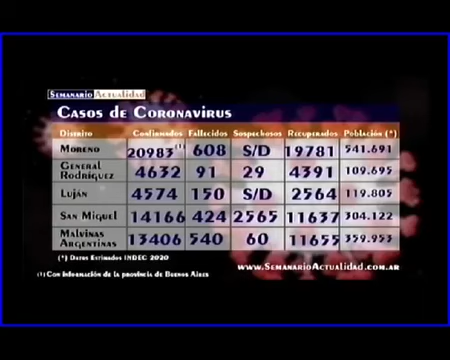 Semanario Actualidad
Casos de Coronavirus
Distrito Confirmados Fallecidos Sospechosos Recuperados Población (*)
Moreno 20983 (1) 608 S/D 19781 541.691
General Rodríguez 4632 91 29 4391 109.695
Luján 4574 150 S/D 2564 119.805
San Miguel 14166 424 2565 11637 304.122
Malvinas Argentinas 13406 540 60 11655 359.953
(*) Datos Estimados INDEC 2020
www.SemanarioActualidad.com.ar
(1) Con información de la provincia de Buenos Aires